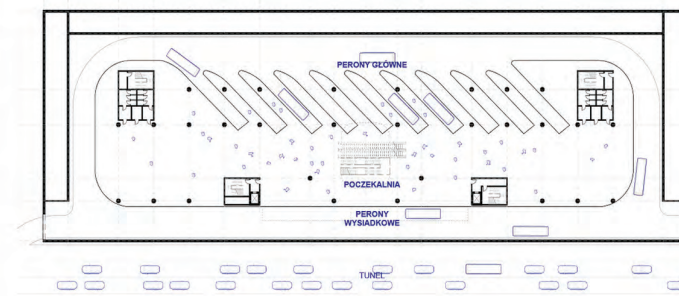 PERONY GŁÓWNE
POCZEKALNIA
PERONY
WYSIADKOWE
TUNEL